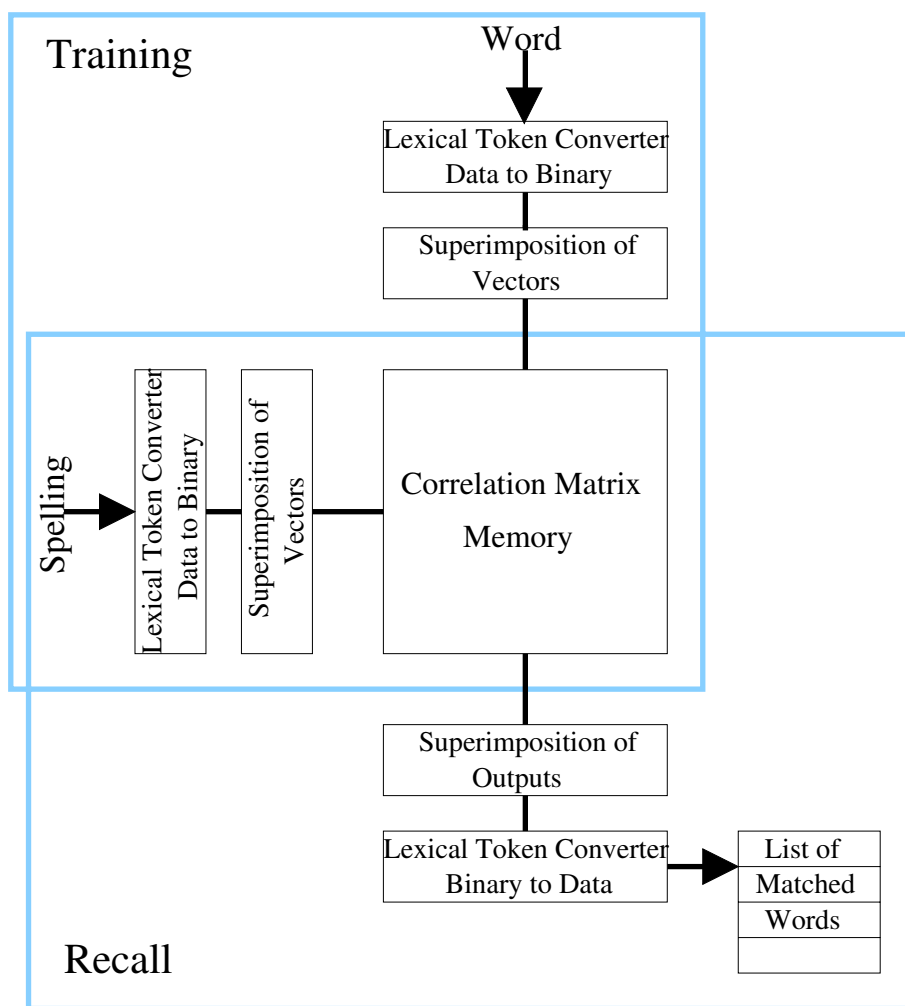 Training
Word
Lexical Token Converter
Data to Binary
Superimposition of
Vectors
Spelling
Lexical Token Converter
Data to Binary
Superimposition of
Vectors
Correlation Matrix
Memory
Superimposition of
Outputs
Lexical Token Converter
Binary to Data
List of
Matched
Words
Recall